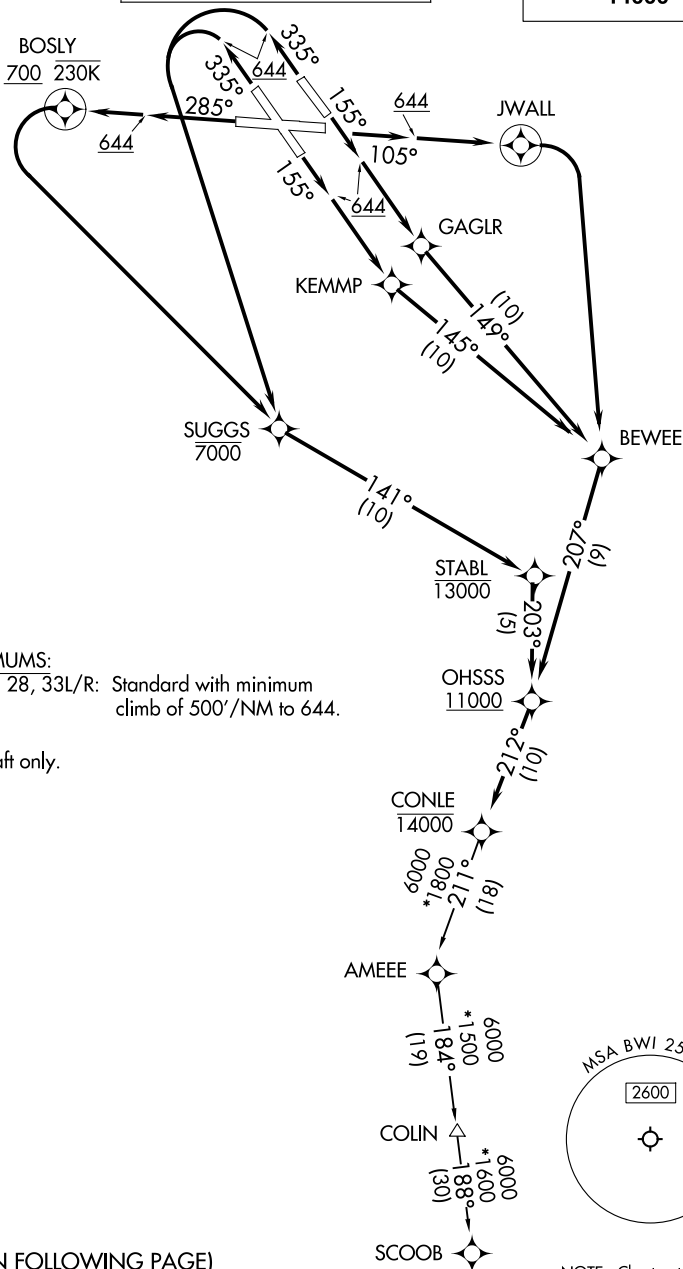 BOSLY
700 230K
335°
335°
644
155°
285°
644
644
JWALL
105°
155°
644
GAGLR
KEMMP
(10)
149°
145°
(10)
SUGGS
7000
BEWEE
141°
(10)
207°
(9)
STABL
13000
203°
(5)
MUMS:
28, 33L/R: Standard with minimum
climb of 500'/NM to 644.
OHSSS
11000
aft only.
212°
(10)
CONLE
14000
6000
*1800
211°
(18)
AMEEE
6000
*1500
184°
(19)
MSA BWI 25
2600
COLIN
6000
*1600
188°
(30)
N FOLLOWING PAGE)
SCOOB